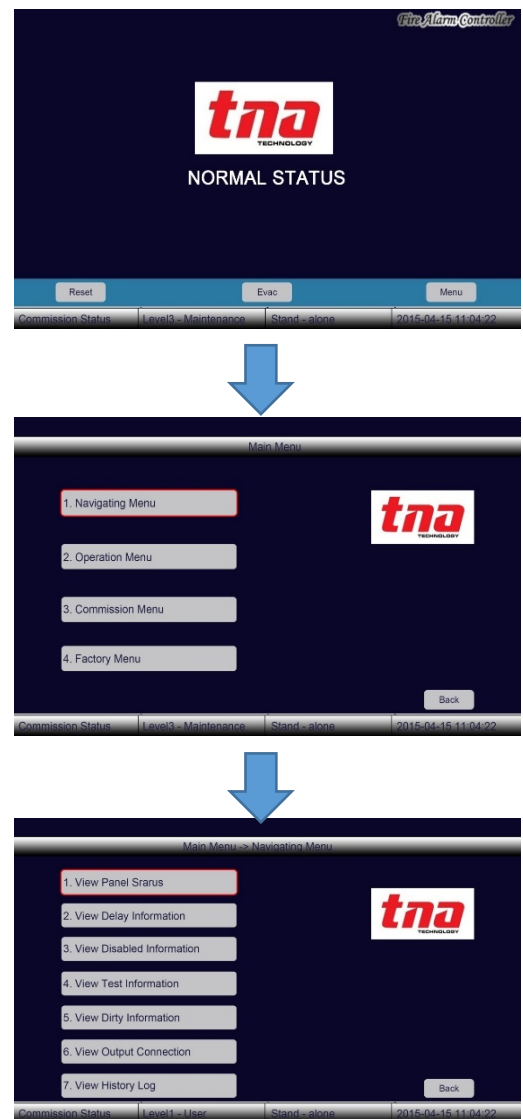 Fire Alarm Controller
tna
TECHNOLOGY
NORMAL STATUS
Reset Evac Menu
Commission Status Level3 - Maintenance Stand - alone 2015-04-15 11:04:22
Main Menu
1. Navigating Menu
tna
TECHNOLOGY
2. Operation Menu
3. Commission Menu
4. Factory Menu
Back
Commission Status Level3 - Maintenance Stand - alone 2015-04-15 11:04:22
Main Menu -> Navigating Menu
1. View Panel Srarus
tna
TECHNOLOGY
2. View Delay Information
3. View Disabled Information
4. View Test Information
5. View Dirty Information
6. View Output Connection
7. View History Log
Back
Commission Status Level1 - User Stand - alone 2015-04-15 11:04:22